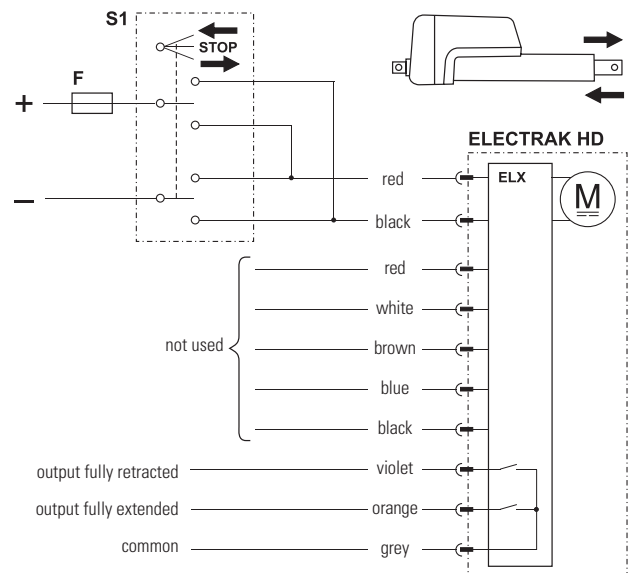 S1
STOP
F
+
−
ELECTRAK HD
ELX
M
red
black
red
white
not used
brown
blue
black
output fully retracted
violet
output fully extended
orange
common
grey